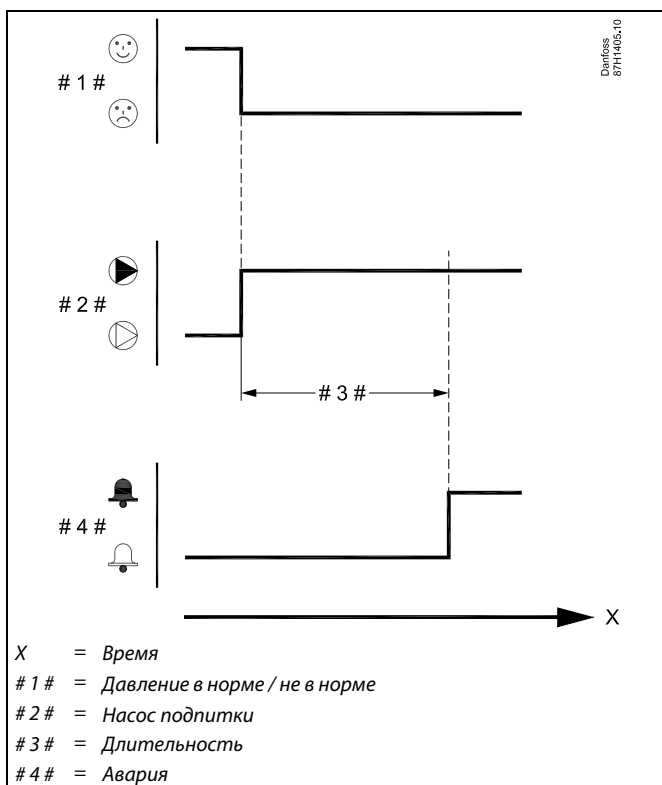 Danfoss
87H1405.10
# 1 #
# 2 #
# 3 #
# 4 #
X
X = Время
# 1 # = Давление в норме / не в норме
# 2 # = Насос подпитки
# 3 # = Длительность
# 4 # = Авария